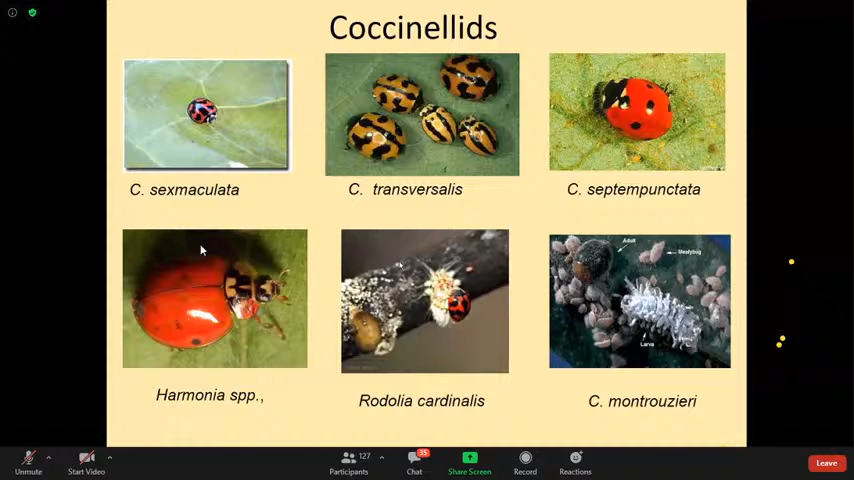 Coccinellids
C. sexmaculata
C. transversalis
C. septempunctata
Adult
Mealybug
Larva
Harmonia spp.,
Rodolia cardinalis
C. montrouzieri
Unmute
Start Video
127
Participants
35
Chat
Share Screen
Record
Reactions
Leave